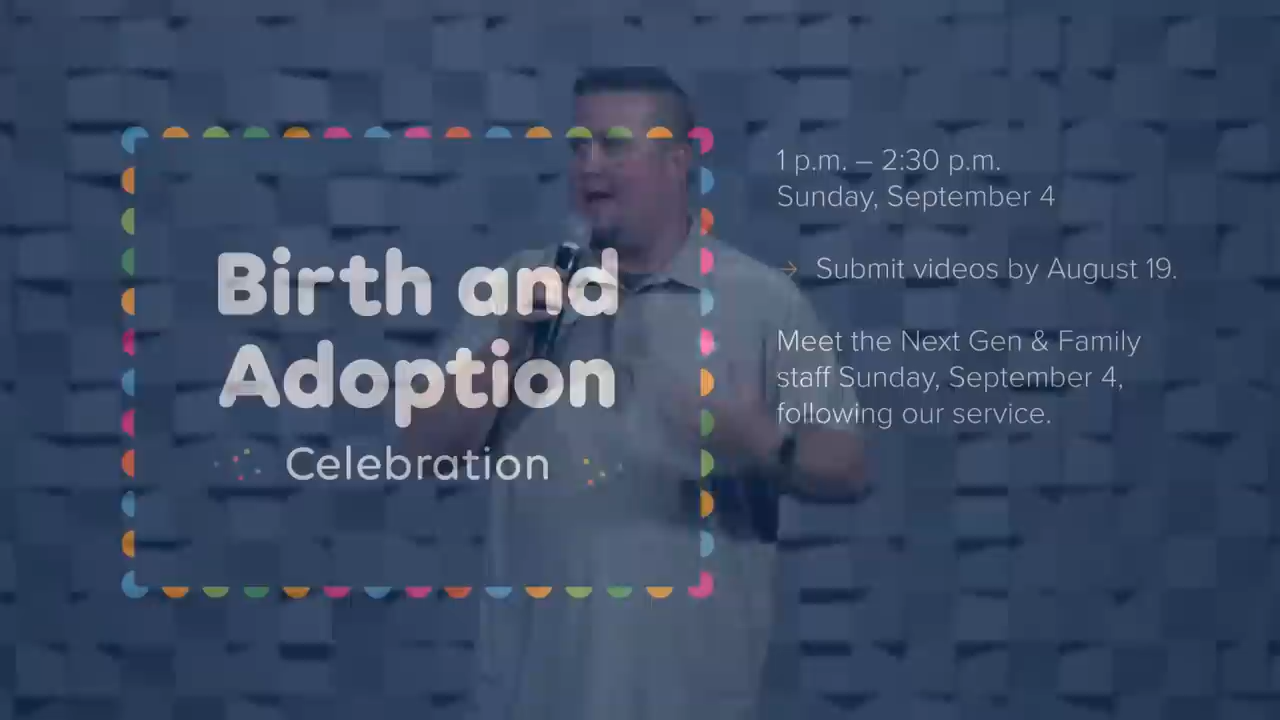 Birth and
Adoption
Celebration
1 p.m. – 2:30 p.m.
Sunday, September 4
→ Submit videos by August 19.
Meet the Next Gen & Family
staff Sunday, September 4,
following our service.